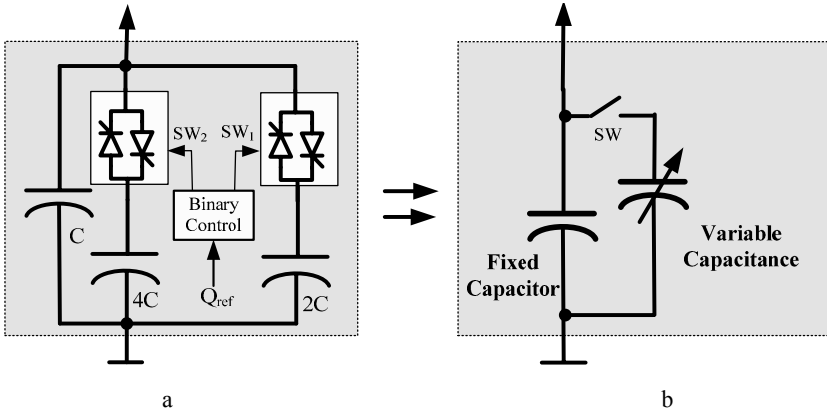 SW₂
SW₁
Binary
Control
C
4C
Qref
2C
a
SW
Fixed
Capacitor
Variable
Capacitance
b